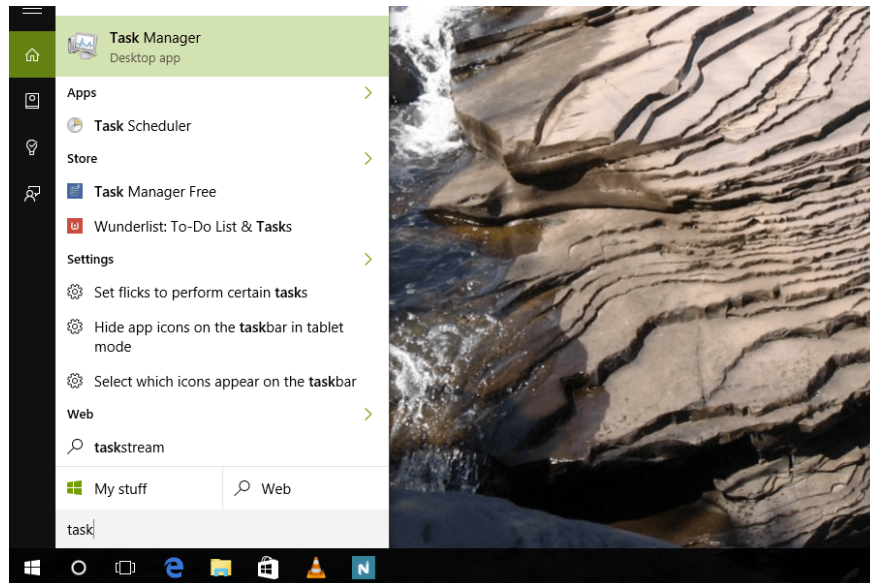 Task Manager
Desktop app
Apps
Task Scheduler
Store
Task Manager Free
Wunderlist: To-Do List & Tasks
Settings
Set flicks to perform certain tasks
Hide app icons on the taskbar in tablet
mode
Select which icons appear on the taskbar
Web
taskstream
My stuff
Web
task